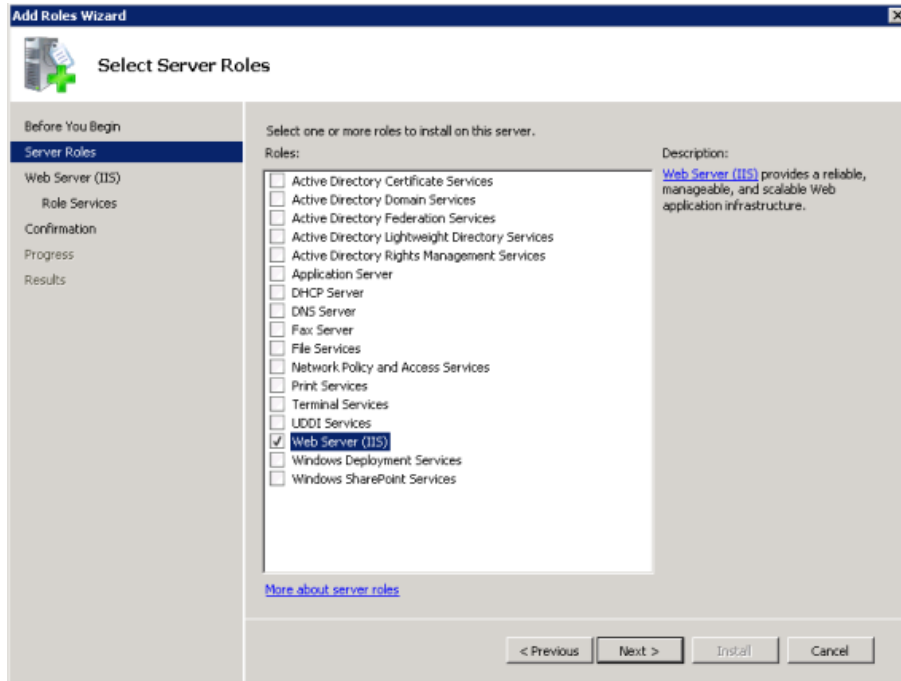 Add Roles Wizard
Select Server Roles
Before You Begin
Server Roles
Web Server (IIS)
Role Services
Confirmation
Progress
Results
Select one or more roles to install on this server.
Roles:
Active Directory Certificate Services
Active Directory Domain Services
Active Directory Federation Services
Active Directory Lightweight Directory Services
Active Directory Rights Management Services
Application Server
DHCP Server
DNS Server
Fax Server
File Services
Network Policy and Access Services
Print Services
Terminal Services
UDDI Services
Web Server (IIS)
Windows Deployment Services
Windows SharePoint Services
More about server roles
Description:
Web Server (IIS) provides a reliable,
manageable, and scalable Web
application infrastructure.
< Previous
Next >
Install
Cancel